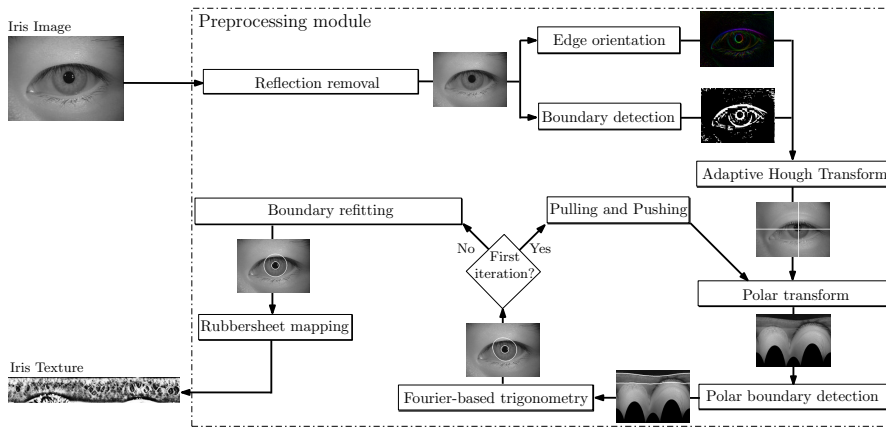 Preprocessing module
Iris Image
Reflection removal
Edge orientation
Boundary detection
Adaptive Hough Transform
Boundary refitting
Pulling and Pushing
No
Yes
First
iteration?
Polar transform
Rubbersheet mapping
Iris Texture
Fourier-based trigonometry
Polar boundary detection